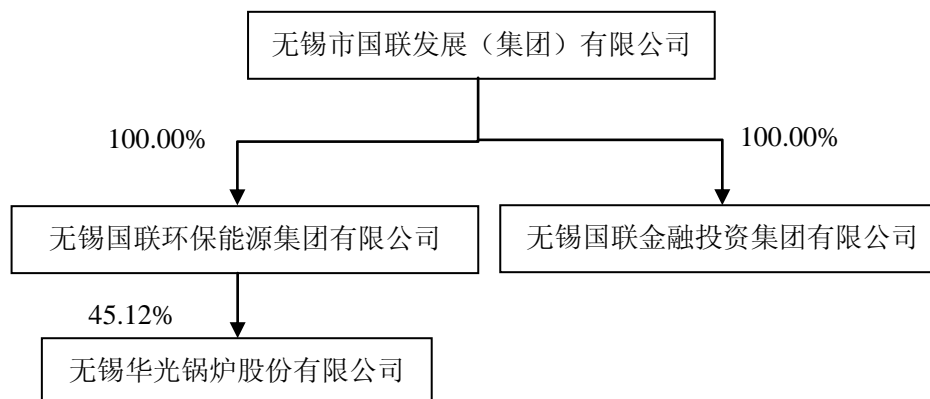 无锡市国联发展（集团）有限公司
100.00%
100.00%
无锡国联环保能源集团有限公司
无锡国联金融投资集团有限公司
45.12%
无锡华光锅炉股份有限公司